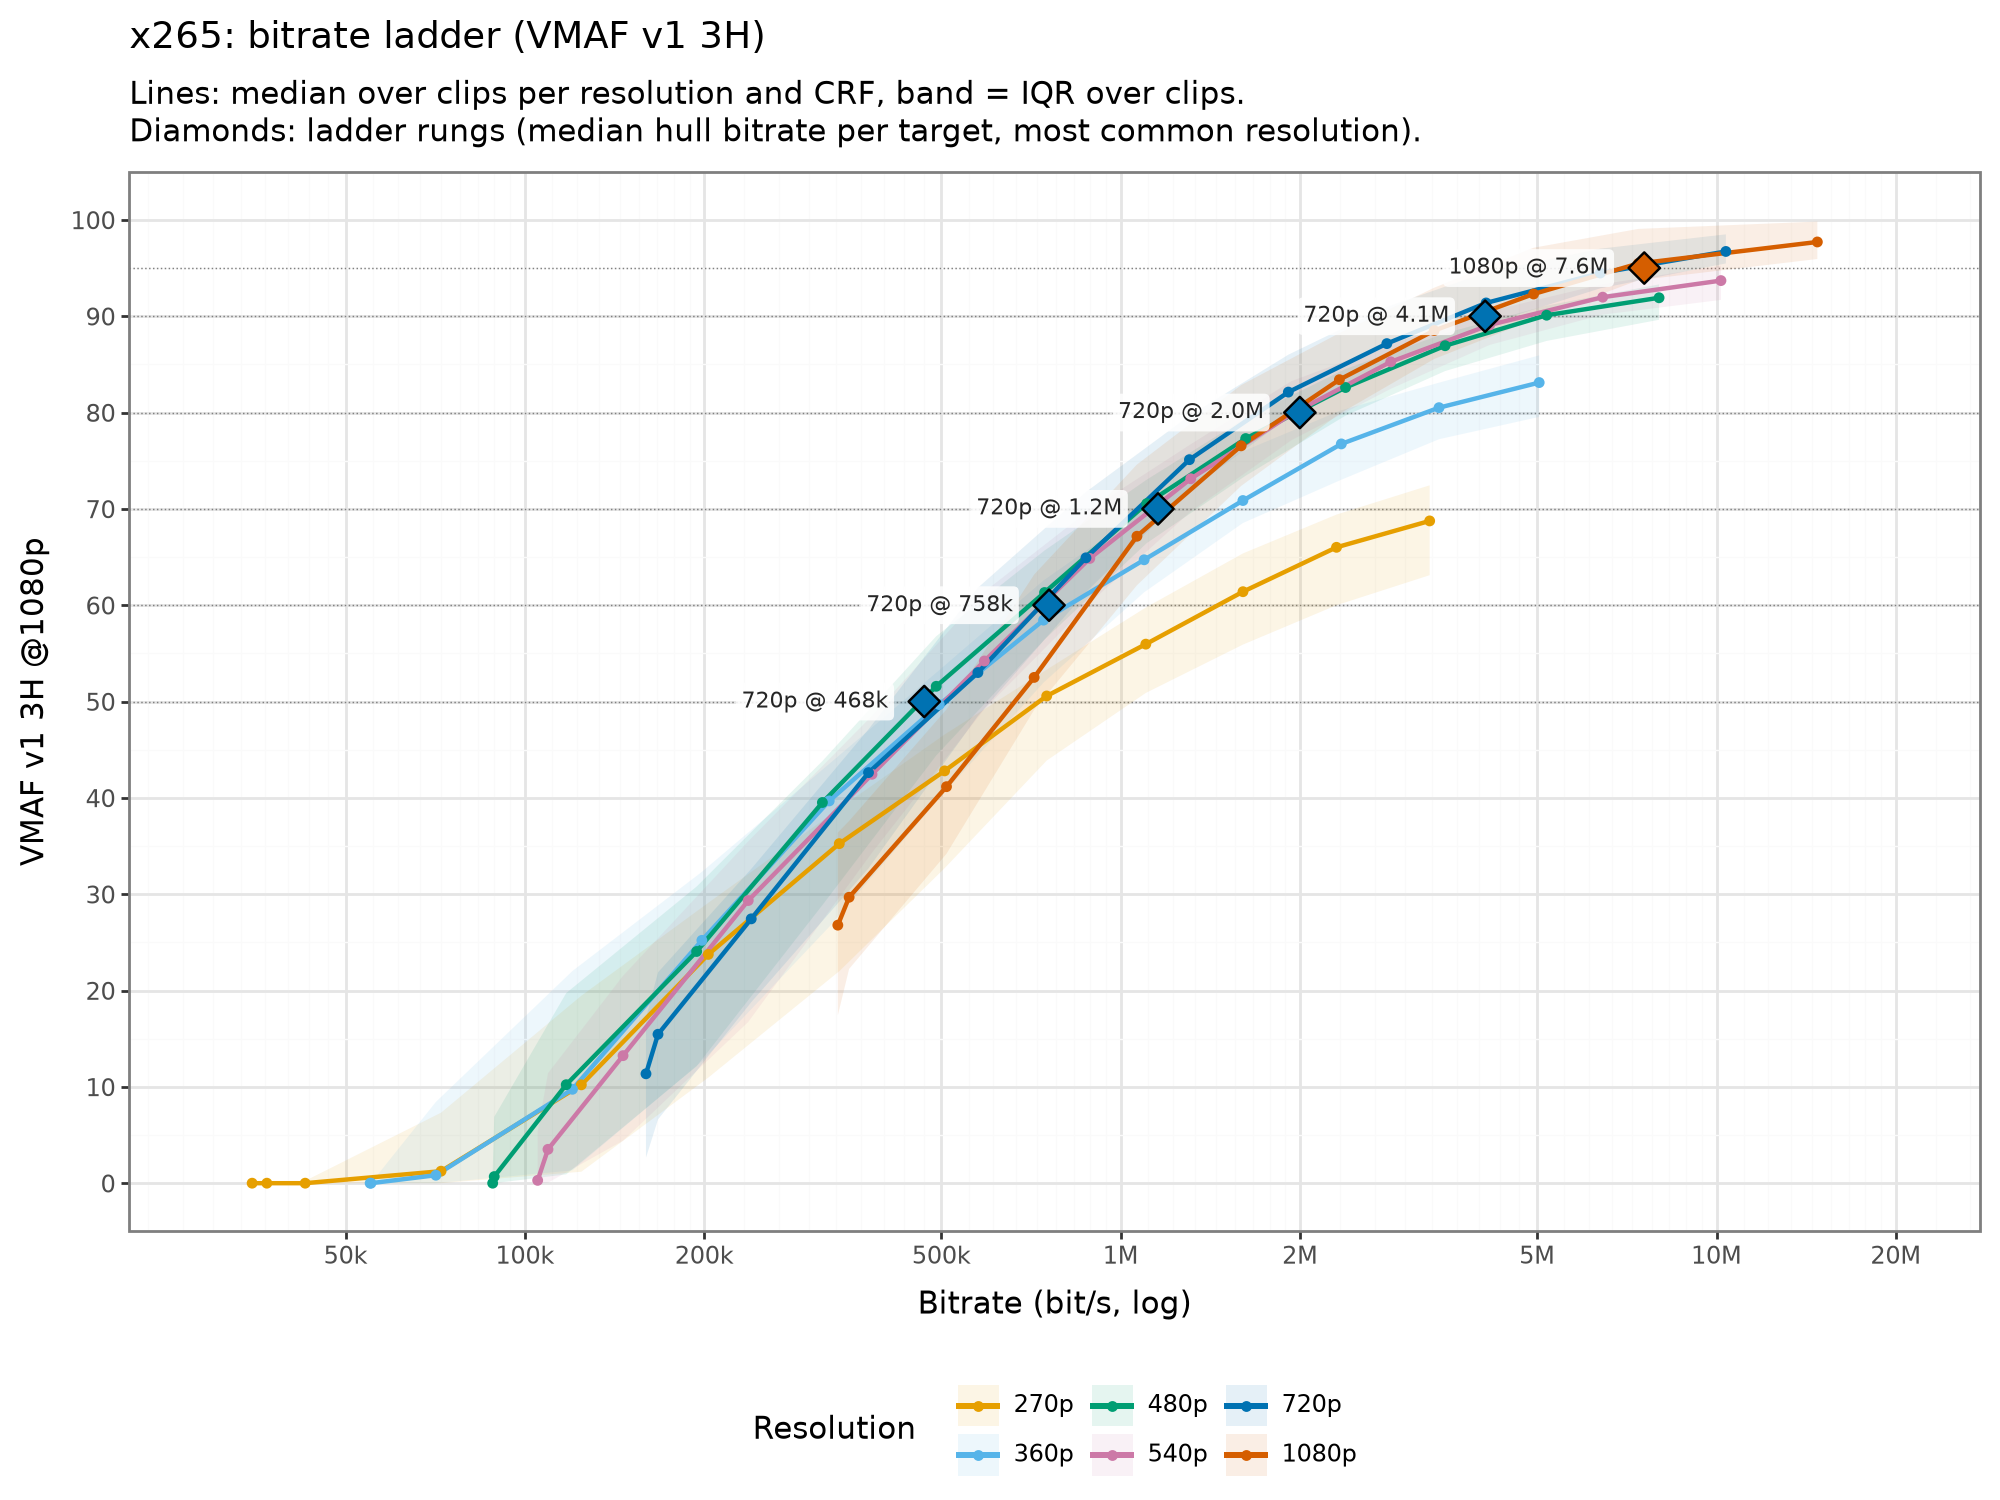 x265: bitrate ladder (VMAF v1 3H)
Lines: median over clips per resolution and CRF, band = IQR over clips.
Diamonds: ladder rungs (median hull bitrate per target, most common resolution).
VMAF v1 3H @1080p
100
90
80
70
60
50
40
30
20
10
0
1080p @ 7.6M
720p @ 4.1M
720p @ 2.0M
720p @ 1.2M
720p @ 758k
720p @ 468k
50k 100k 200k 500k 1M 2M 5M 10M 20M
Bitrate (bit/s, log)
Resolution
270p 480p 720p
360p 540p 1080p